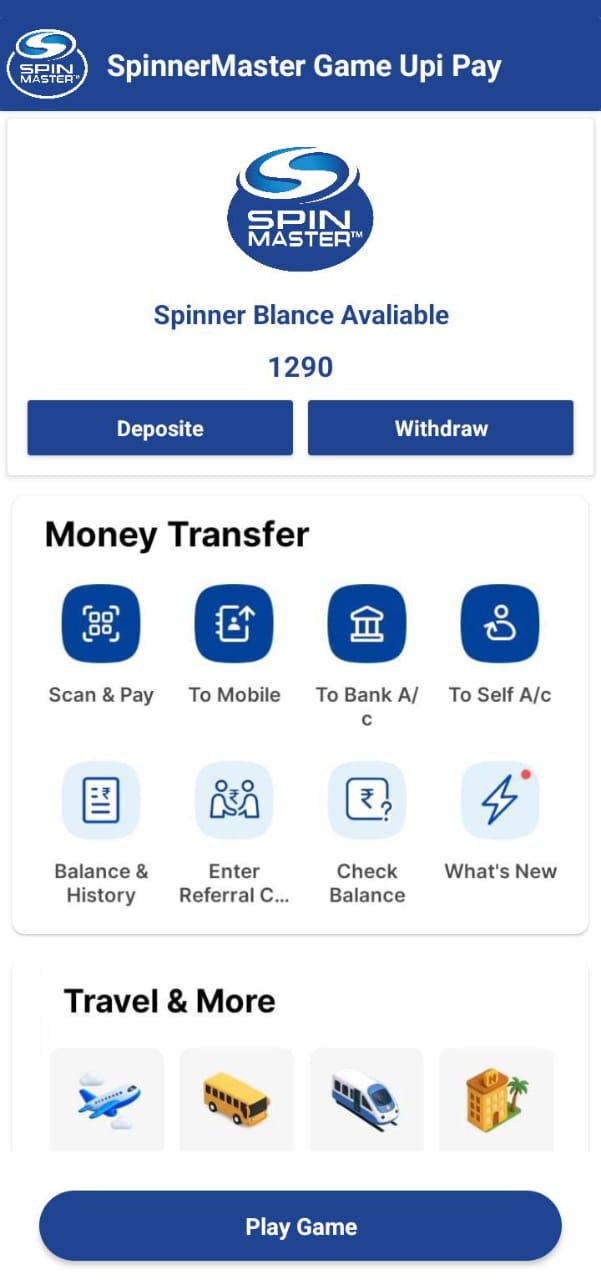 SPIN
MASTER™
SpinnerMaster Game Upi Pay
SPIN
MASTER™
Spinner Blance Avaliable
1290
Deposite
Withdraw
Money Transfer
Scan & Pay
To Mobile
To Bank A/
c
To Self A/c
Balance &
History
Enter
Referral C...
Check
Balance
What's New
Travel & More
Play Game